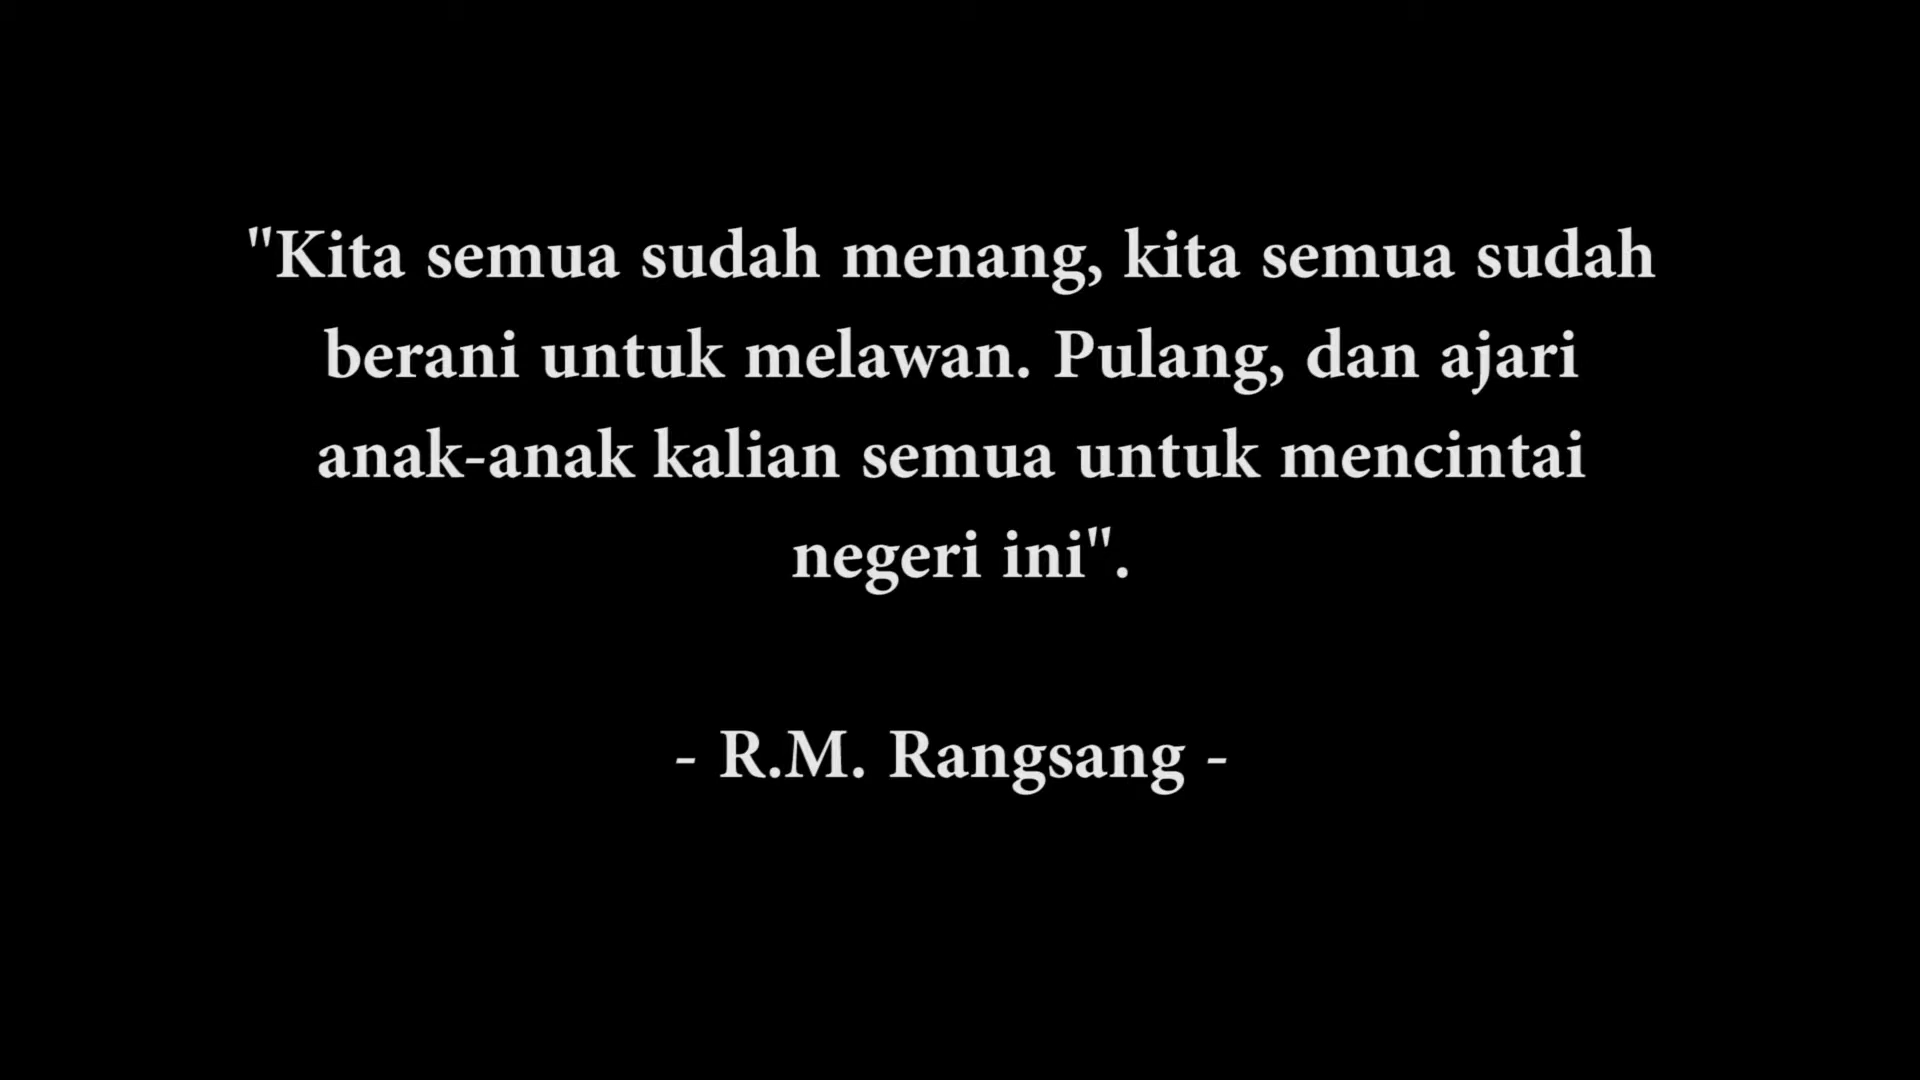 "Kita semua sudah menang, kita semua sudah
berani untuk melawan. Pulang, dan ajari
anak-anak kalian semua untuk mencintai
negeri ini".
- R.M. Rangsang -